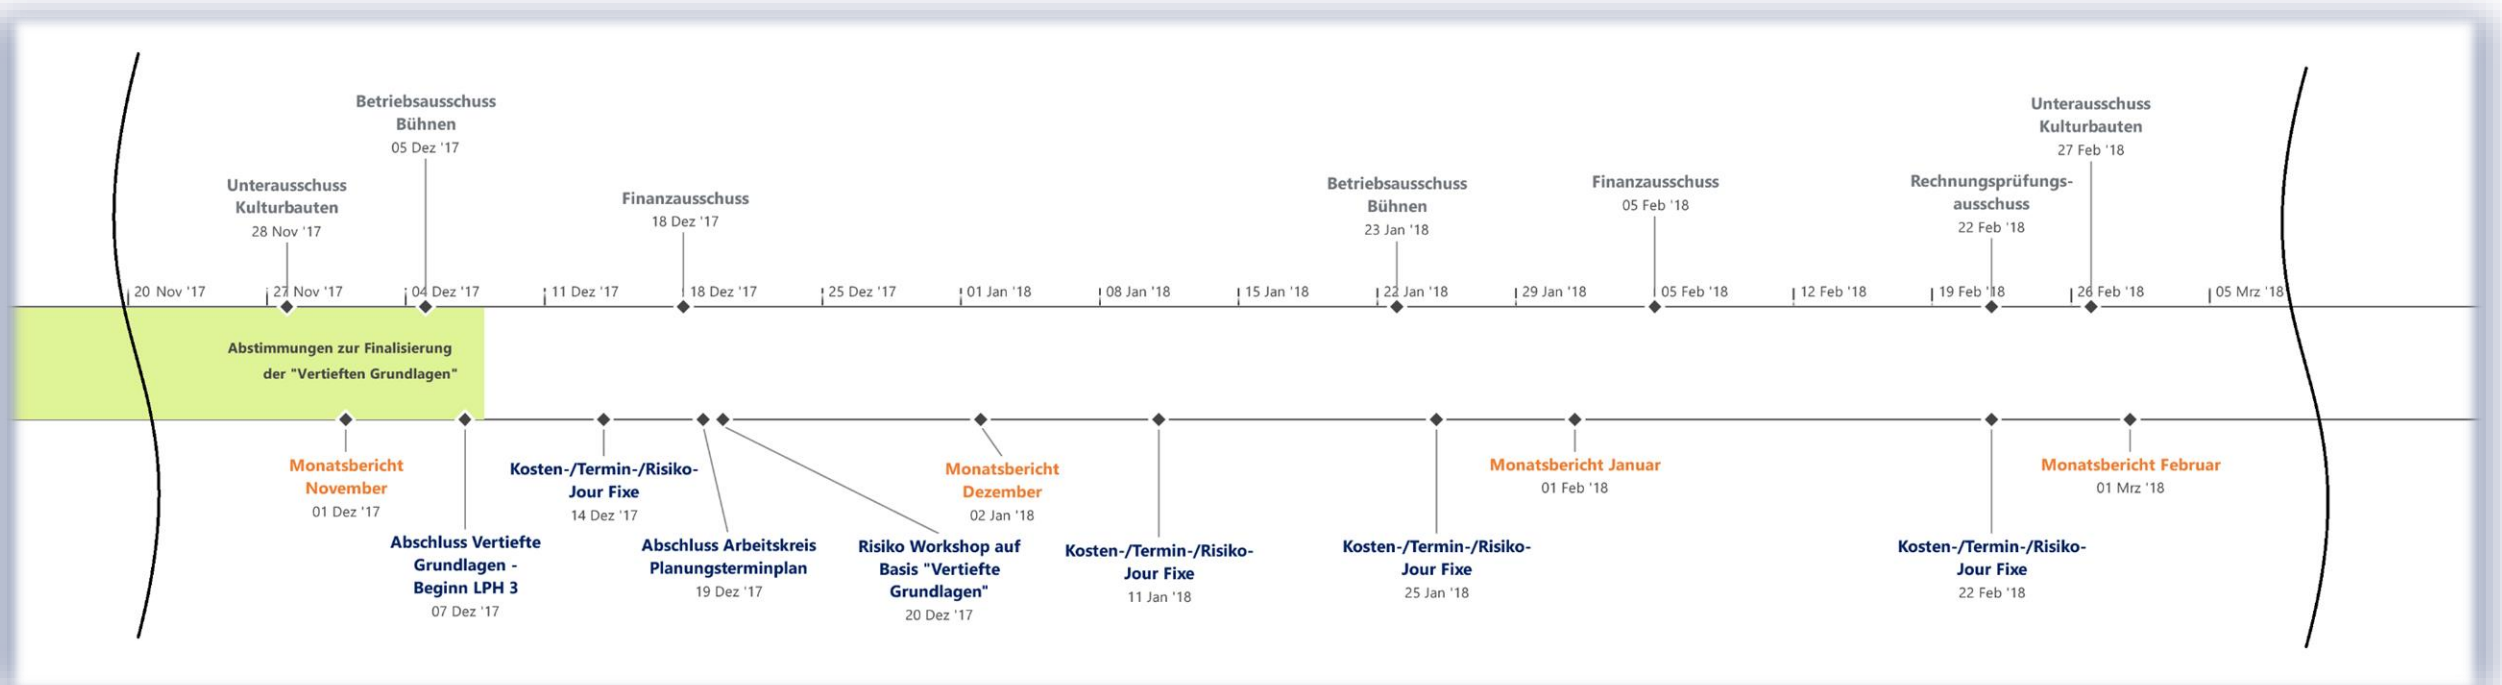 Betriebsausschuss
Bühnen
05 Dez '17
Unterausschuss
Kulturbauten
28 Nov '17
Finanzausschuss
18 Dez '17
Betriebsausschuss
Bühnen
23 Jan '18
Finanzausschuss
05 Feb '18
Rechnungsprüfungs-
ausschuss
22 Feb '18
Unterausschuss
Kulturbauten
27 Feb '18
20 Nov '17
27 Nov '17
04 Dez '17
11 Dez '17
18 Dez '17
25 Dez '17
01 Jan '18
08 Jan '18
15 Jan '18
22 Jan '18
29 Jan '18
05 Feb '18
12 Feb '18
19 Feb '18
26 Feb '18
05 Mrz '18
Abstimmungen zur Finalisierung
der "Vertieften Grundlagen"
Monatsbericht
November
01 Dez '17
Abschluss Vertiefte
Grundlagen -
Beginn LPH 3
07 Dez '17
Kosten-/Termin-/Risiko-
Jour Fixe
14 Dez '17
Abschluss Arbeitskreis
Planungsterminplan
19 Dez '17
Risiko Workshop auf
Basis "Vertiefte
Grundlagen"
20 Dez '17
Monatsbericht
Dezember
02 Jan '18
Kosten-/Termin-/Risiko-
Jour Fixe
11 Jan '18
Kosten-/Termin-/Risiko-
Jour Fixe
25 Jan '18
Monatsbericht Januar
01 Feb '18
Kosten-/Termin-/Risiko-
Jour Fixe
22 Feb '18
Monatsbericht Februar
01 Mrz '18